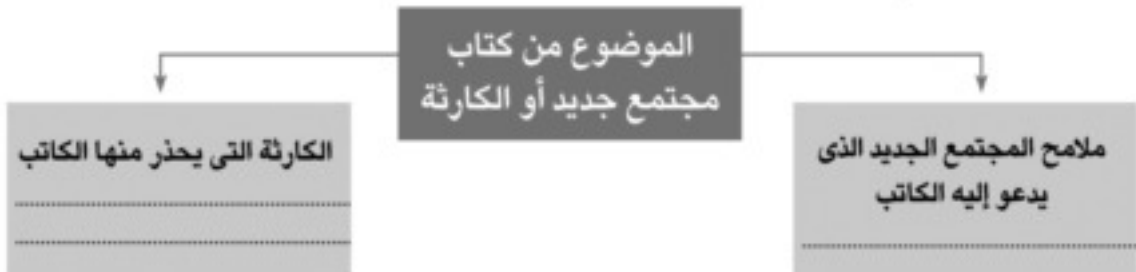 الموضوع من كتاب
مجتمع جديد أو الكارثة
ملامح المجتمع الجديد الذى
يدعو إليه الكاتب
الكارثة التى يحذر منها الكاتب